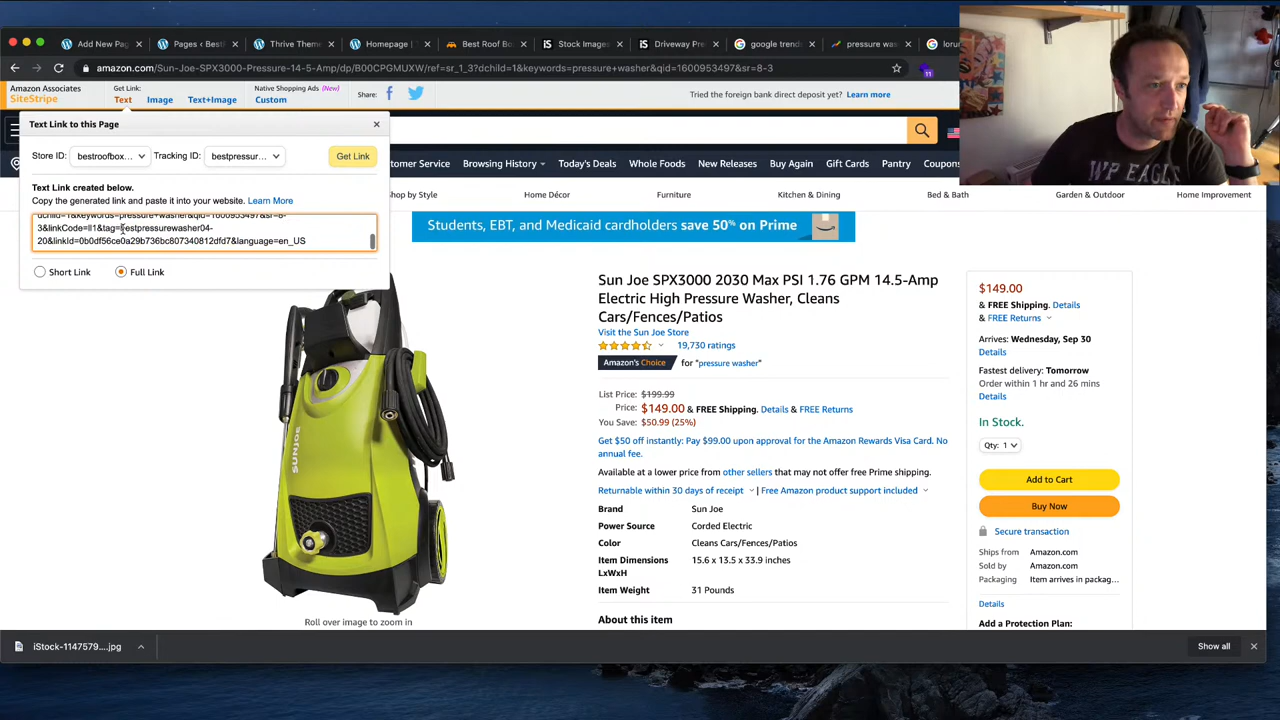 Add New Pa
Pages ‹ Best
Thrive Them
Homepage |
Best Roof Bo
Stock Images
Driveway Pre
google trends
pressure was
lorum
amazon.com/Sun-Joe-SPX3000-Pressure-14-5-Amp/dp/B00CPGMUXW/ref=sr_1_3?dchild=1&keywords=pressure+washer&qid=1600953497&sr=8-3
11
Amazon Associates
SiteStripe
Get Link:
Text
Image
Text+Image
Native Shopping Ads (New)
Custom
Share:
Tried the foreign bank direct deposit yet? Learn more
Text Link to this Page
Store ID: bestroofbox...
Tracking ID: bestpressur...
Get Link
Text Link created below.
Copy the generated link and paste it into your website. Learn More
dchild=1&keywords=pressure+washer&qid=1600953497&sr=8-
3&linkCode=ll1&tag=bestpressurewasher04-
20&linkId=0b0df56ce0a29b736bc807340812dfd7&language=en_US
Short Link
Full Link
stomer Service
Browsing History
Today's Deals
Whole Foods
New Releases
Buy Again
Gift Cards
Pantry
Coupons
hop by Style
Home Décor
Furniture
Kitchen & Dining
Bed & Bath
Garden & Outdoor
Home Improvement
Students, EBT, and Medicaid cardholders save 50% on Prime
WP EAGLE
SUNJOE
Roll over image to zoom in
Sun Joe SPX3000 2030 Max PSI 1.76 GPM 14.5-Amp
Electric High Pressure Washer, Cleans
Cars/Fences/Patios
Visit the Sun Joe Store
19,730 ratings
Amazon's Choice for "pressure washer"
List Price: $199.99
Price: $149.00 & FREE Shipping. Details & FREE Returns
You Save: $50.99 (25%)
Get $50 off instantly: Pay $99.00 upon approval for the Amazon Rewards Visa Card. No
annual fee.
Available at a lower price from other sellers that may not offer free Prime shipping.
Returnable within 30 days of receipt | Free Amazon product support included
Brand Sun Joe
Power Source Corded Electric
Color Cleans Cars/Fences/Patios
Item Dimensions 15.6 x 13.5 x 33.9 inches
LxWxH
Item Weight 31 Pounds
About this item
$149.00
& FREE Shipping. Details
& FREE Returns
Arrives: Wednesday, Sep 30
Details
Fastest delivery: Tomorrow
Order within 1 hr and 26 mins
Details
In Stock.
Qty: 1
Add to Cart
Buy Now
Secure transaction
Ships from Amazon.com
Sold by Amazon.com
Packaging Item arrives in packag...
Details
Add a Protection Plan:
iStock-1147579....jpg
Show all